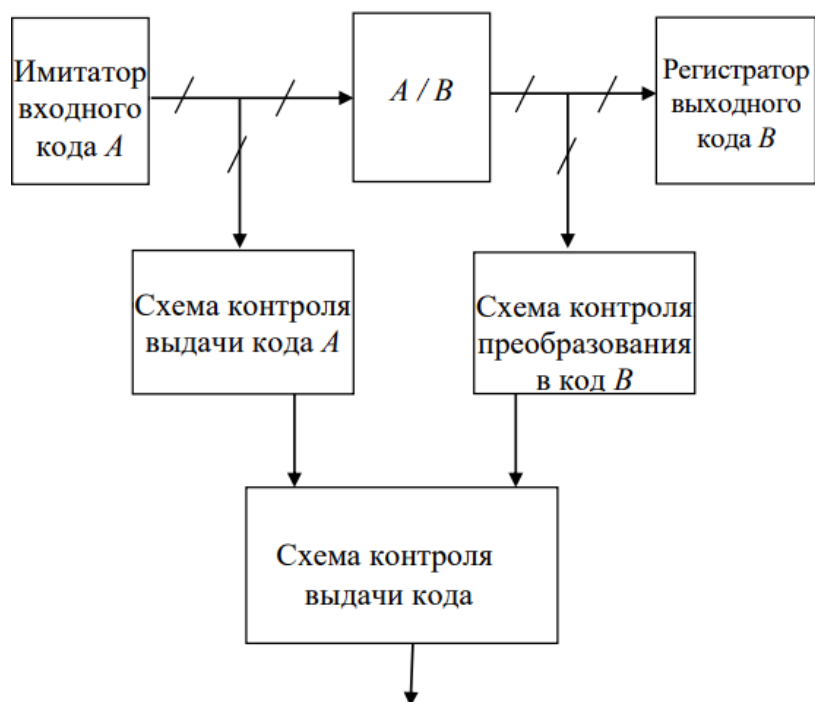 Имитатор
входного
кода A
A / B
Регистратор
выходного
кода B
Схема контроля
выдачи кода A
Схема контроля
преобразования
в код B
Схема контроля
выдачи кода